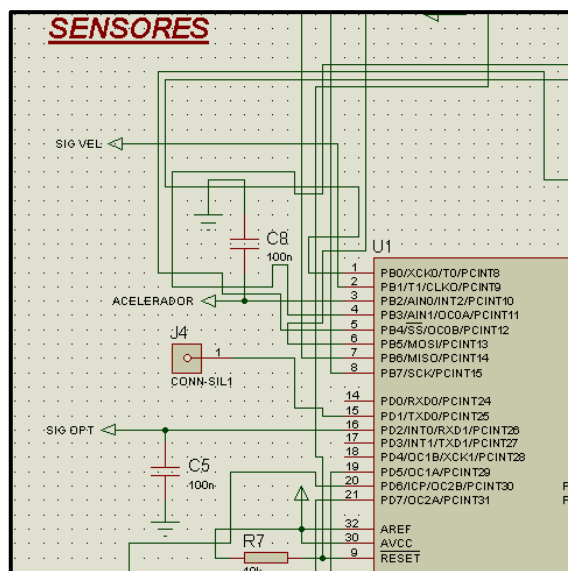 SENSORES
SIG VEL
C8
100n
U1
1 PB0/XCK0/T0/PCINT8
2 PB1/T1/CLKO/PCINT9
ACELERADOR 3 PB2/AIN0/INT2/PCINT10
4 PB3/AIN1/OC0A/PCINT11
5 PB4/SS/OC0B/PCINT12
6 PB5/MOSI/PCINT13
7 PB6/MISO/PCINT14
8 PB7/SCK/PCINT15
J4
1
CONN-SIL1
14 PD0/RXD0/PCINT24
15 PD1/TXD0/PCINT25
SIG OPT 16 PD2/INT0/RXD1/PCINT26
17 PD3/INT1/TXD1/PCINT27
18 PD4/OC1B/XCK1/PCINT28
19 PD5/OC1A/PCINT29
20 PD6/ICP/OC2B/PCINT30
21 PD7/OC2A/PCINT31
C5
100n
32 AREF
30 AVCC
9 RESET
R7